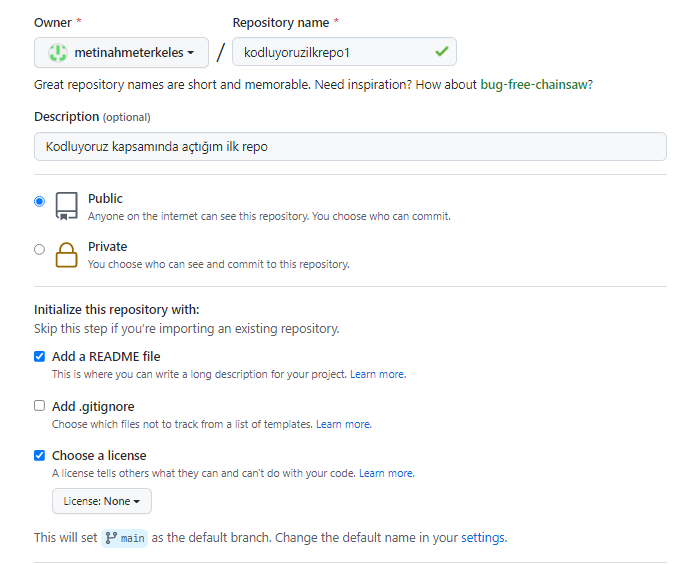 Owner * Repository name *
metinahmeterkeles / kodluyoruzilkrepo1
Great repository names are short and memorable. Need inspiration? How about bug-free-chainsaw?
Description (optional)
Kodluyoruz kapsamında açtığım ilk repo
Public
Anyone on the internet can see this repository. You choose who can commit.
Private
You choose who can see and commit to this repository.
Initialize this repository with:
Skip this step if you're importing an existing repository.
Add a README file
This is where you can write a long description for your project. Learn more.
Add .gitignore
Choose which files not to track from a list of templates. Learn more.
Choose a license
A license tells others what they can and can't do with your code. Learn more.
License: None
This will set main as the default branch. Change the default name in your settings.